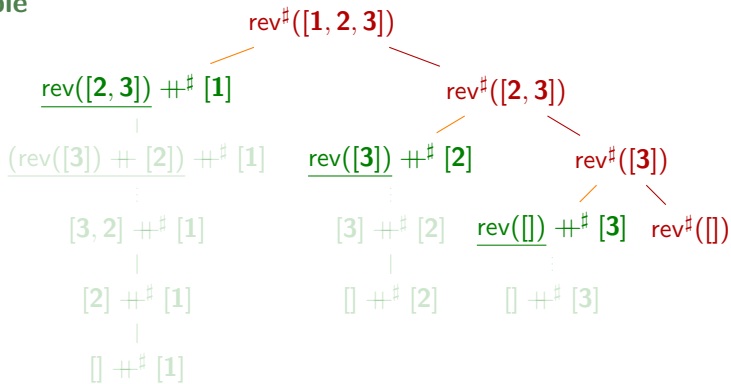 rev♯([1, 2, 3])
rev([2, 3]) ++♯ [1] rev♯([2, 3])
(rev([3]) ++ [2]) ++♯ [1] rev([3]) ++♯ [2] rev♯([3])
[3, 2] ++♯ [1] [3] ++♯ [2] rev([]) ++♯ [3] rev♯([])
[2] ++♯ [1] [] ++♯ [2] [] ++♯ [3]
[] ++♯ [1]